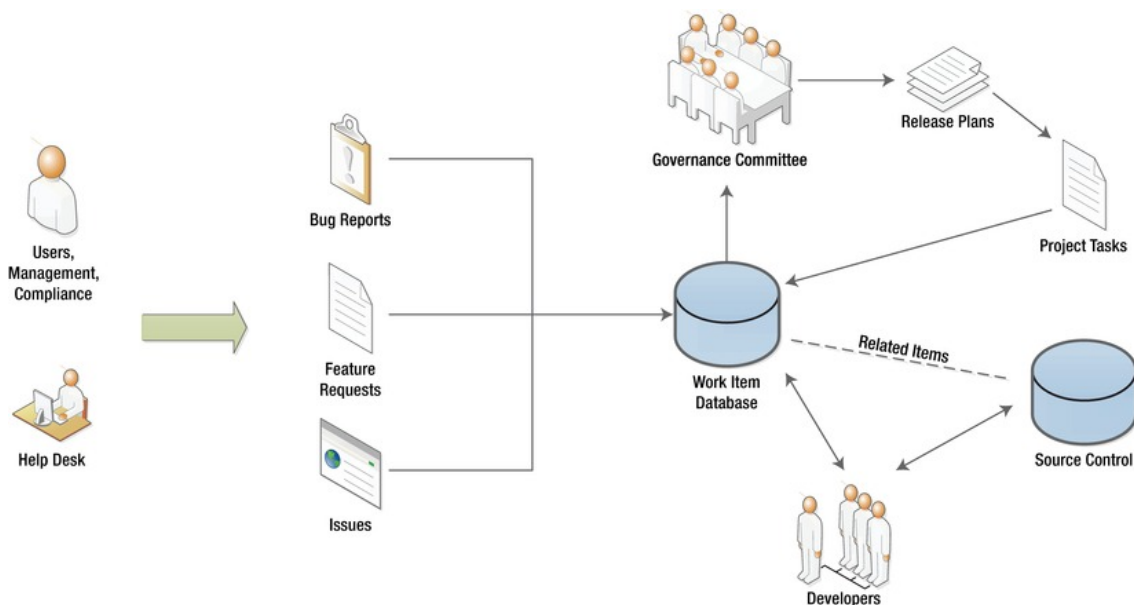 Users,
Management,
Compliance
Help Desk
Bug Reports
Feature
Requests
Issues
Governance Committee
Release Plans
Project Tasks
Work Item
Database
Related Items
Source Control
Developers